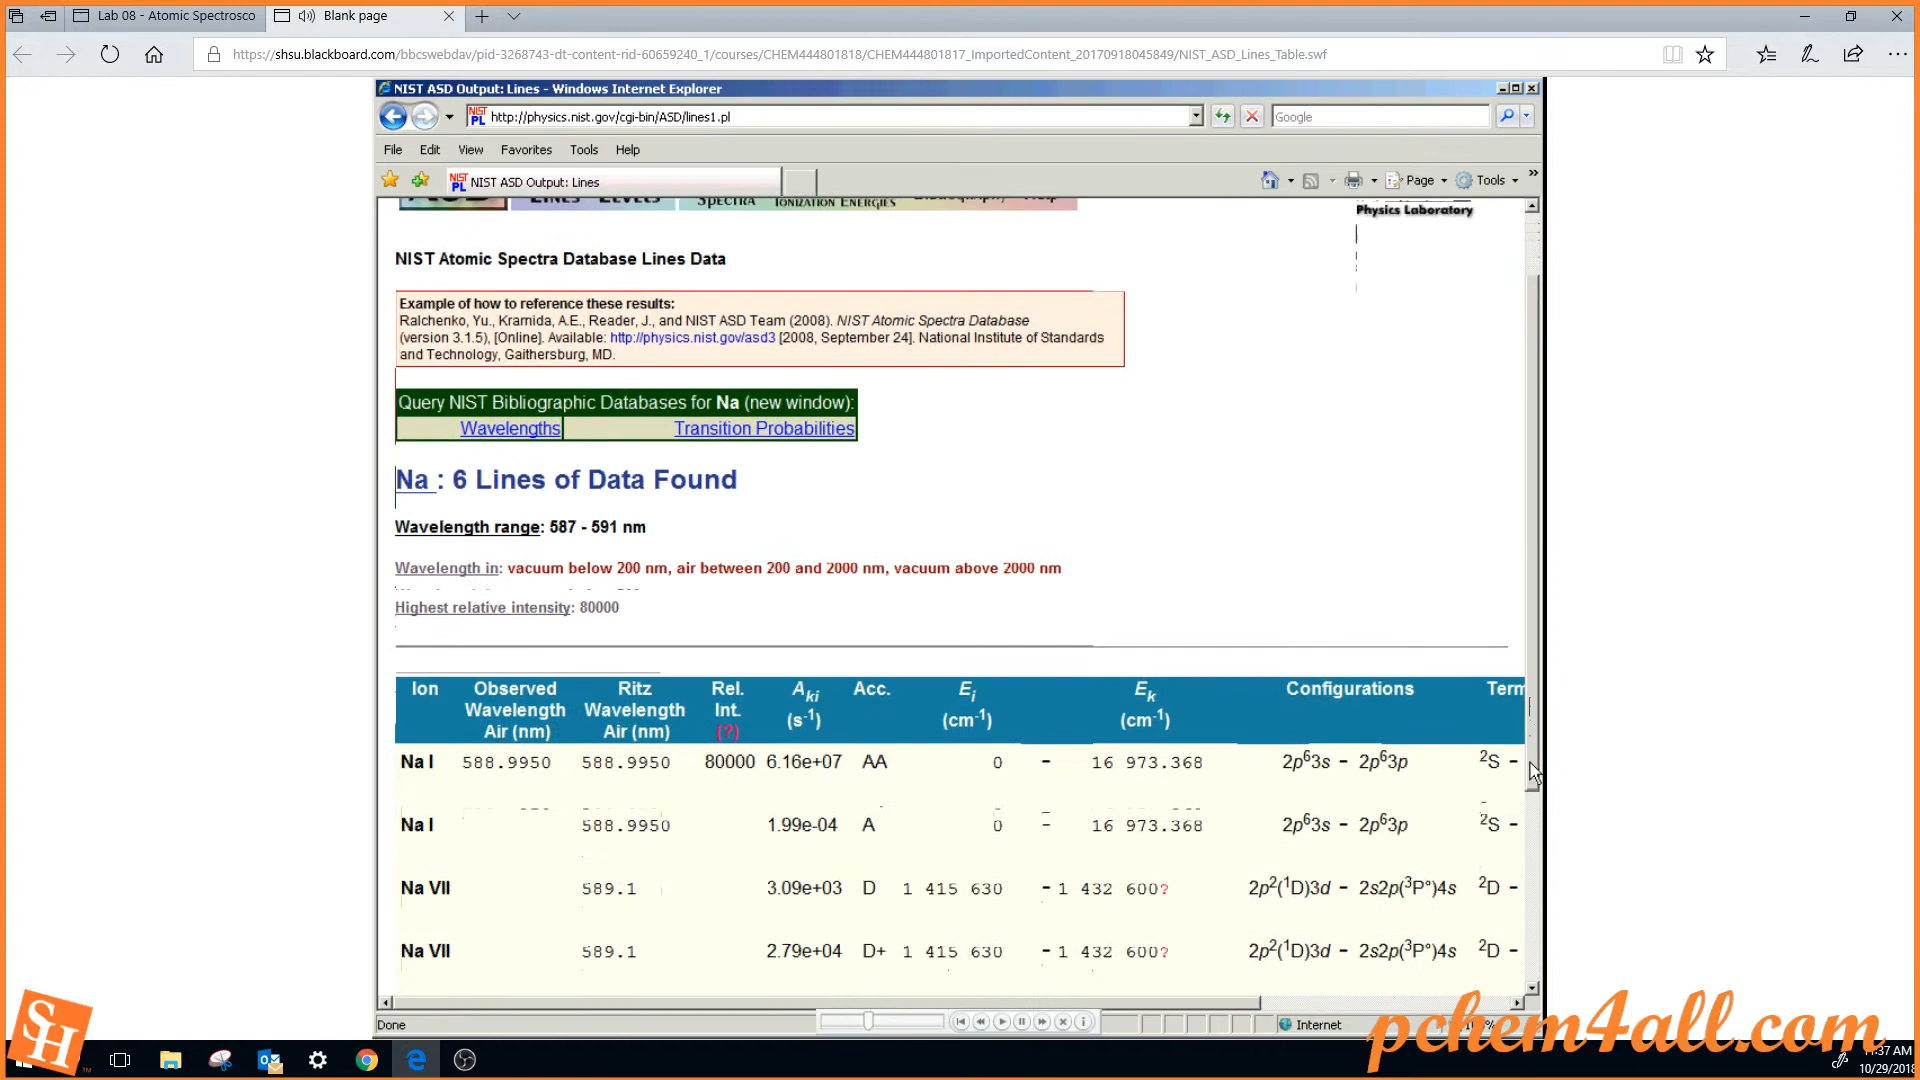 Lab 08 - Atomic Spectrosco
Blank page
https://shsu.blackboard.com/bbcswebdav/pid-3268743-dt-content-rid-60659240_1/courses/CHEM444801818/CHEM444801817_ImportedContent_20170918045849/NIST_ASD_Lines_Table.swf
NIST ASD Output: Lines - Windows Internet Explorer
http://physics.nist.gov/cgi-bin/ASD/lines1.pl
Google
File Edit View Favorites Tools Help
NIST ASD Output: Lines
Page Tools
LINES LEVELS SPECTRA IONIZATION ENERGIES Help
Physics Laboratory
NIST Atomic Spectra Database Lines Data
Example of how to reference these results:
Ralchenko, Yu., Kramida, A.E., Reader, J., and NIST ASD Team (2008). NIST Atomic Spectra Database
(version 3.1.5), [Online]. Available: http://physics.nist.gov/asd3 [2008, September 24]. National Institute of Standards
and Technology, Gaithersburg, MD.
Query NIST Bibliographic Databases for Na (new window):
Wavelengths Transition Probabilities
Na : 6 Lines of Data Found
Wavelength range: 587 - 591 nm
Wavelength in: vacuum below 200 nm, air between 200 and 2000 nm, vacuum above 2000 nm
Highest relative intensity: 80000
Ion Observed Wavelength Air (nm) Ritz Wavelength Air (nm) Rel. Int. (?) Aki (s-1) Acc. Ei (cm-1) Ek (cm-1) Configurations Term
Na I 588.9950 588.9950 80000 6.16e+07 AA 0 - 16 973.368 2p⁶3s - 2p⁶3p ²S -
Na I 588.9950 1.99e-04 A 0 - 16 973.368 2p⁶3s - 2p⁶3p ²S -
Na VII 589.1 3.09e+03 D 1 415 630 - 1 432 600? 2p²(¹D)3d - 2s2p(³P°)4s ²D -
Na VII 589.1 2.79e+04 D+ 1 415 630 - 1 432 600? 2p²(¹D)3d - 2s2p(³P°)4s ²D -
Done
Internet
pchem4all.com
SH
11:37 AM
10/29/2018